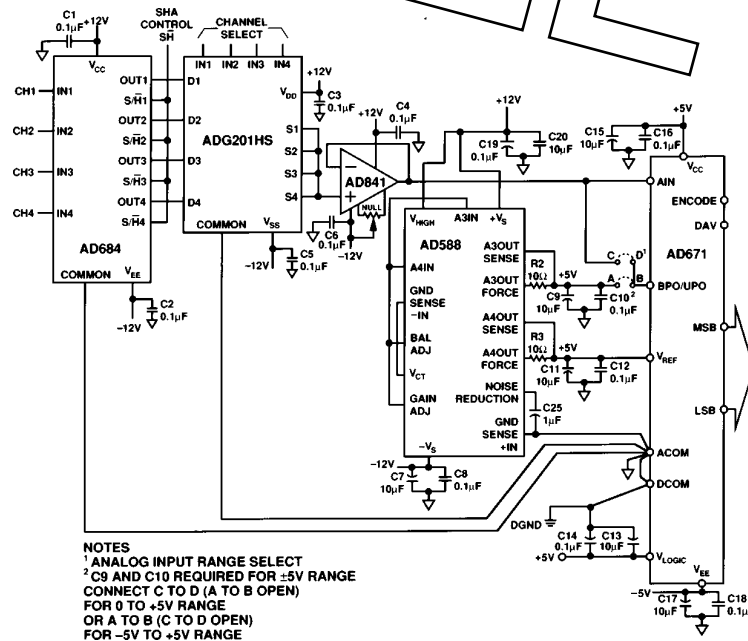 SHA
CONTROL
S/H̅
CHANNEL
SELECT
C1
0.1µF
+12V
IN1 IN2 IN3 IN4
VCC
CH1 IN1
CH2 IN2
CH3 IN3
CH4 IN4
OUT1
S/H̅1
OUT2
S/H̅2
OUT3
S/H̅3
OUT4
S/H̅4
AD684
COMMON
VEE
C2
0.1µF
–12V
D1
D2
D3
D4
ADG201HS
VDD
+12V
C3
0.1µF
S1
S2
S3
S4
COMMON
VSS
C5
0.1µF
–12V
+12V
C4
0.1µF
–
AD841
+
NULL
C6
0.1µF
–12V
+12V
C19
0.1µF
C20
10µF
VHIGH A3IN +VS
AD588
A4IN
GND
SENSE
–IN
BAL
ADJ
VCT
GAIN
ADJ
A3OUT
SENSE
A3OUT
FORCE
A4OUT
SENSE
A4OUT
FORCE
NOISE
REDUCTION
GND
SENSE
+IN
–VS
–12V
C7
10µF
C8
0.1µF
R2
10Ω
+5V
C9
10µF
C10²
0.1µF
R3
10Ω
+5V
C11
10µF
C12
0.1µF
C25
1µF
C D¹
A B
+5V
C15
10µF
C16
0.1µF
VCC
AIN
ENCODE
DAV
AD671
BPO/UPO
MSB
VREF
LSB
ACOM
DCOM
DGND
C14
0.1µF
C13
10µF
+5V
VLOGIC
VEE
–5V
C17
10µF
C18
0.1µ
NOTES
¹ ANALOG INPUT RANGE SELECT
² C9 AND C10 REQUIRED FOR ±5V RANGE
CONNECT C TO D (A TO B OPEN)
FOR 0 TO +5V RANGE
OR A TO B (C TO D OPEN)
FOR –5V TO +5V RANGE